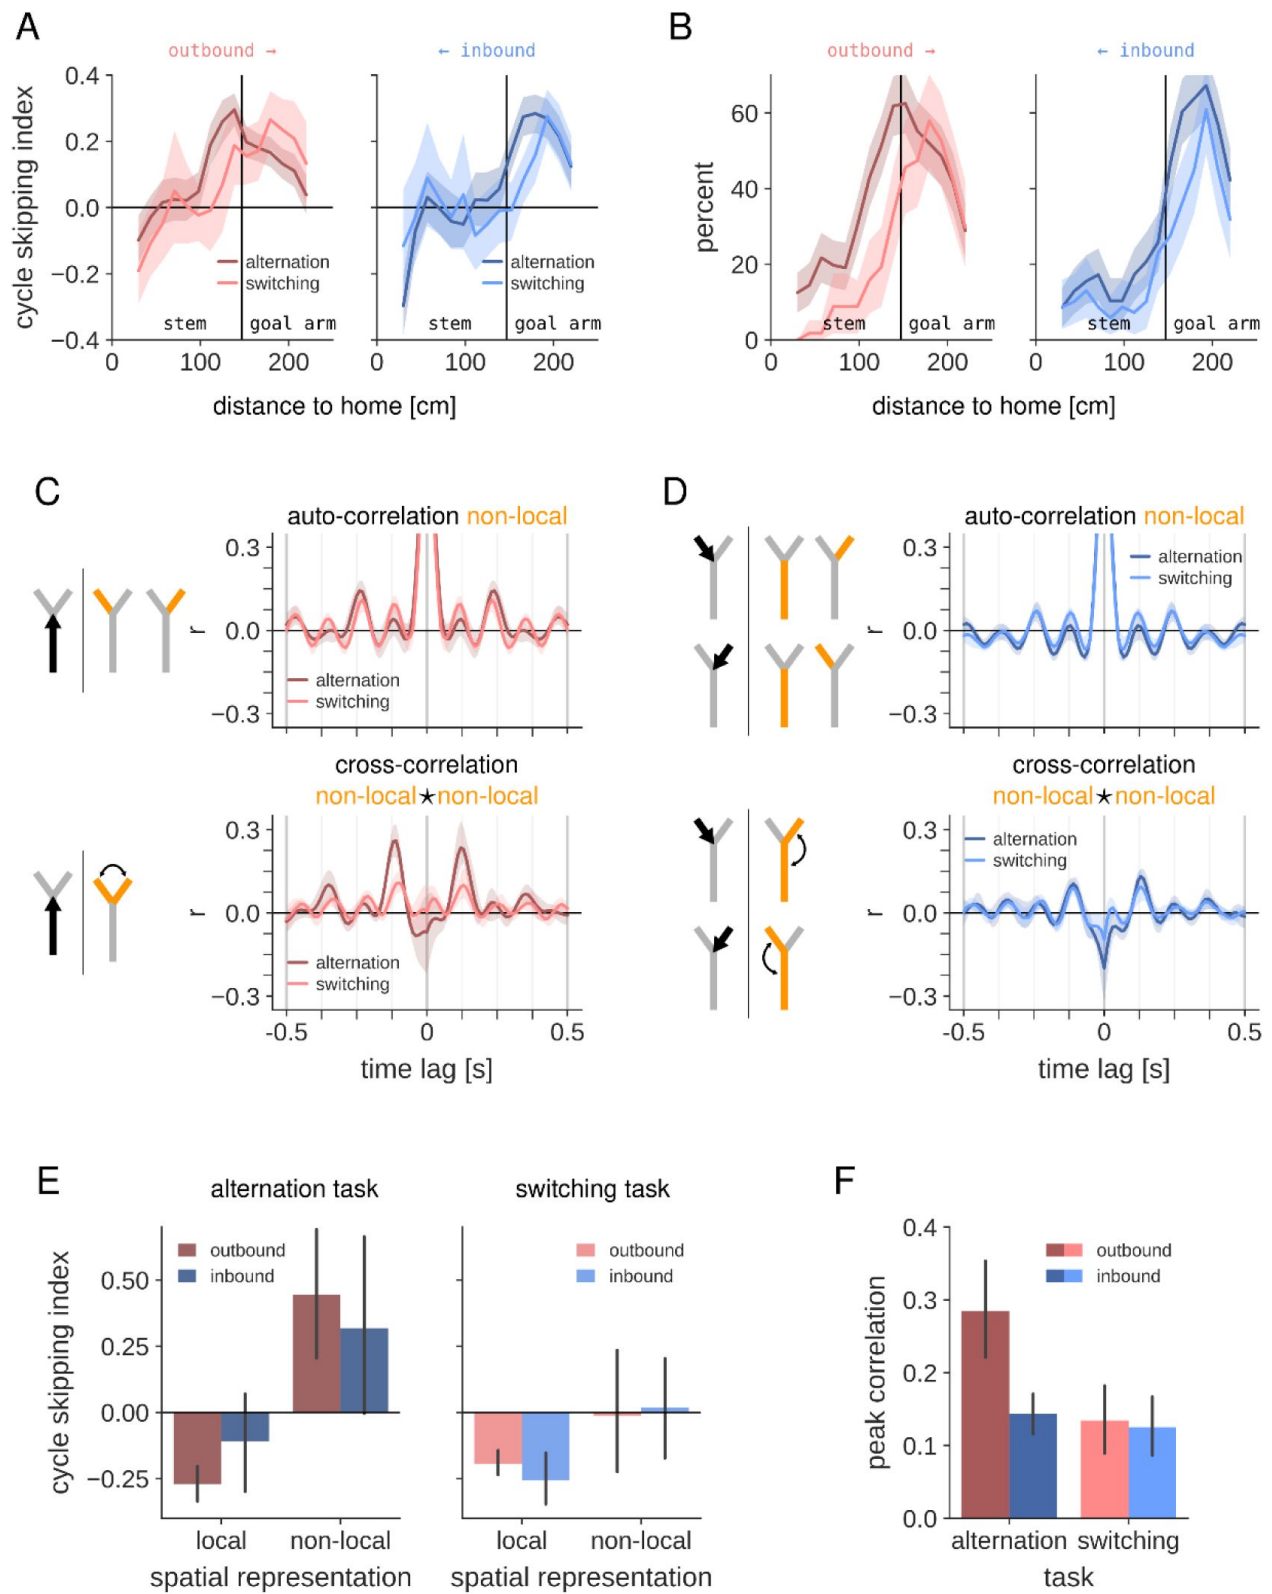 A
outbound →
← inbound
cycle skipping index
0.4
0.2
0.0
−0.2
−0.4
alternation
switching
stem
goal arm
0
100
200
alternation
switching
stem
goal arm
0
100
200
distance to home [cm]
B
outbound →
← inbound
percent
60
40
20
0
stem
goal arm
0
100
200
stem
goal arm
0
100
200
distance to home [cm]
C
auto-correlation non-local
r
0.3
0.0
−0.3
alternation
switching
cross-correlation
non-local★non-local
r
0.3
0.0
−0.3
alternation
switching
-0.5
0
0.5
time lag [s]
D
auto-correlation non-local
r
0.3
0.0
−0.3
alternation
switching
cross-correlation
non-local★non-local
r
0.3
0.0
−0.3
alternation
switching
-0.5
0
0.5
time lag [s]
E
alternation task
cycle skipping index
0.50
0.25
0.00
−0.25
outbound
inbound
local
non-local
spatial representation
switching task
outbound
inbound
local
non-local
spatial representation
F
peak correlation
0.4
0.3
0.2
0.1
0.0
outbound
inbound
alternation
switching
task